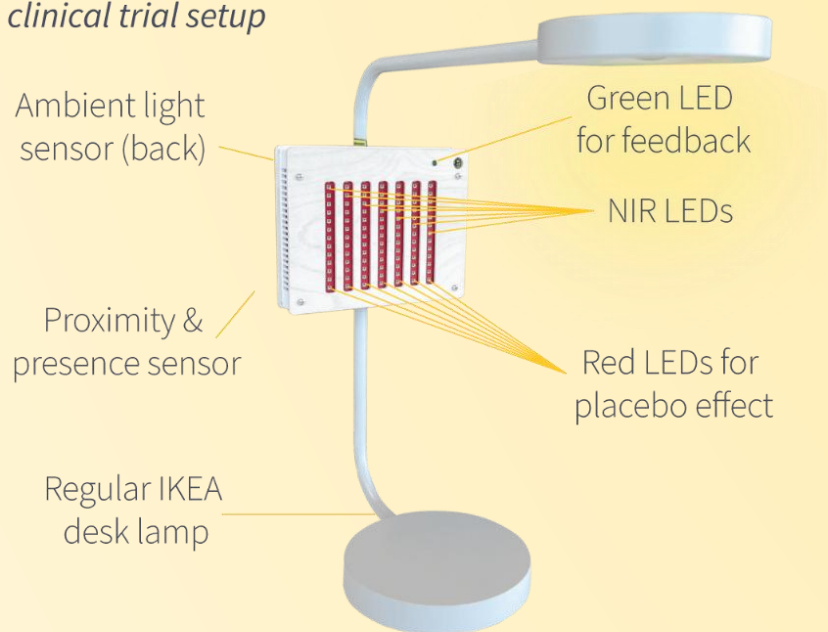 clinical trial setup
Ambient light
sensor (back)
Green LED
for feedback
NIR LEDs
Proximity &
presence sensor
Red LEDs for
placebo effect
Regular IKEA
desk lamp